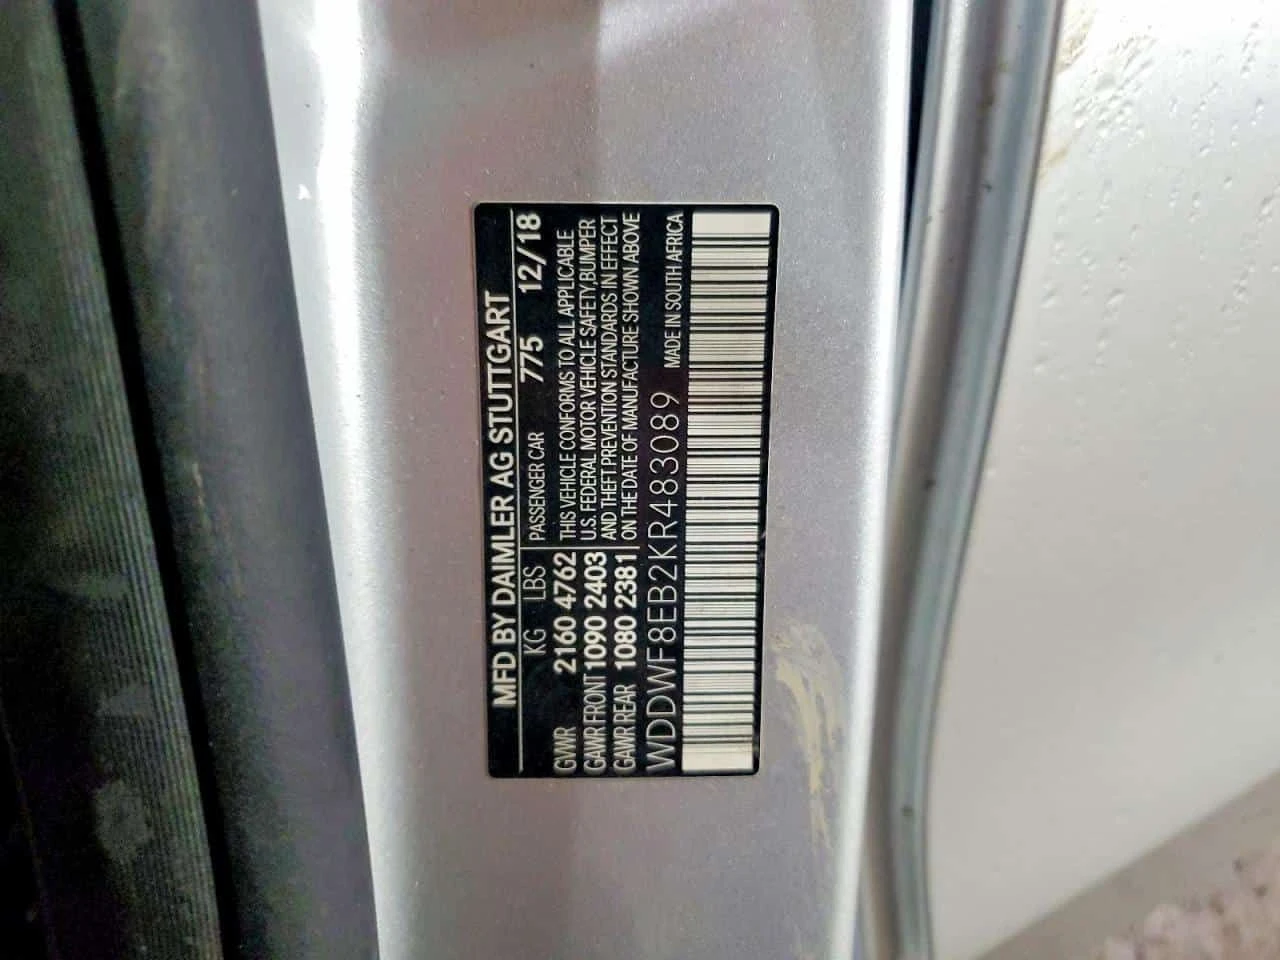 MFD BY DAIMLER AG STUTTGART
KG LBS PASSENGER CAR 775 12/18
GVWR 2160 4762 THIS VEHICLE CONFORMS TO ALL APPLICABLE
GAWR FRONT 1090 2403 U.S. FEDERAL MOTOR VEHICLE SAFETY,BUMPER
GAWR REAR 1080 2381 AND THEFT PREVENTION STANDARDS IN EFFECT
ON THE DATE OF MANUFACTURE SHOWN ABOVE
WDDWF8EB2KR483089 MADE IN SOUTH AFRICA